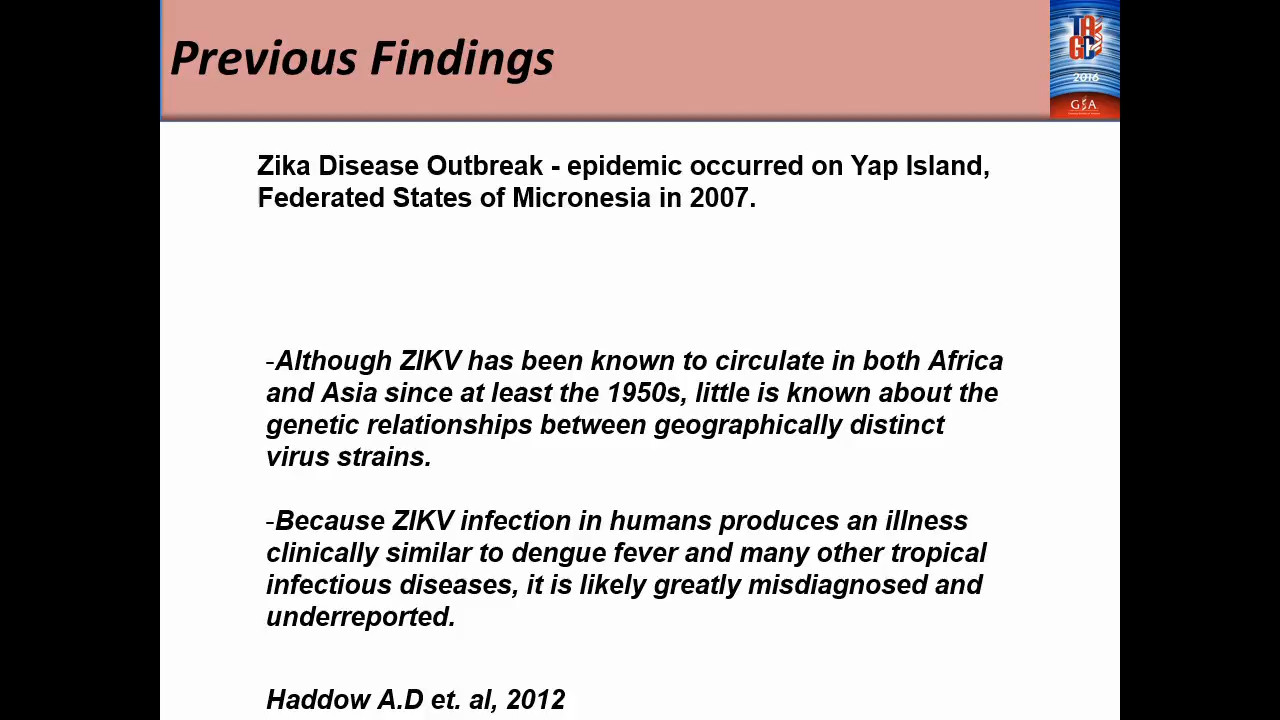 Previous Findings
TAGC
2016
GSA
Zika Disease Outbreak - epidemic occurred on Yap Island,
Federated States of Micronesia in 2007.
-Although ZIKV has been known to circulate in both Africa
and Asia since at least the 1950s, little is known about the
genetic relationships between geographically distinct
virus strains.
-Because ZIKV infection in humans produces an illness
clinically similar to dengue fever and many other tropical
infectious diseases, it is likely greatly misdiagnosed and
underreported.
Haddow A.D et. al, 2012